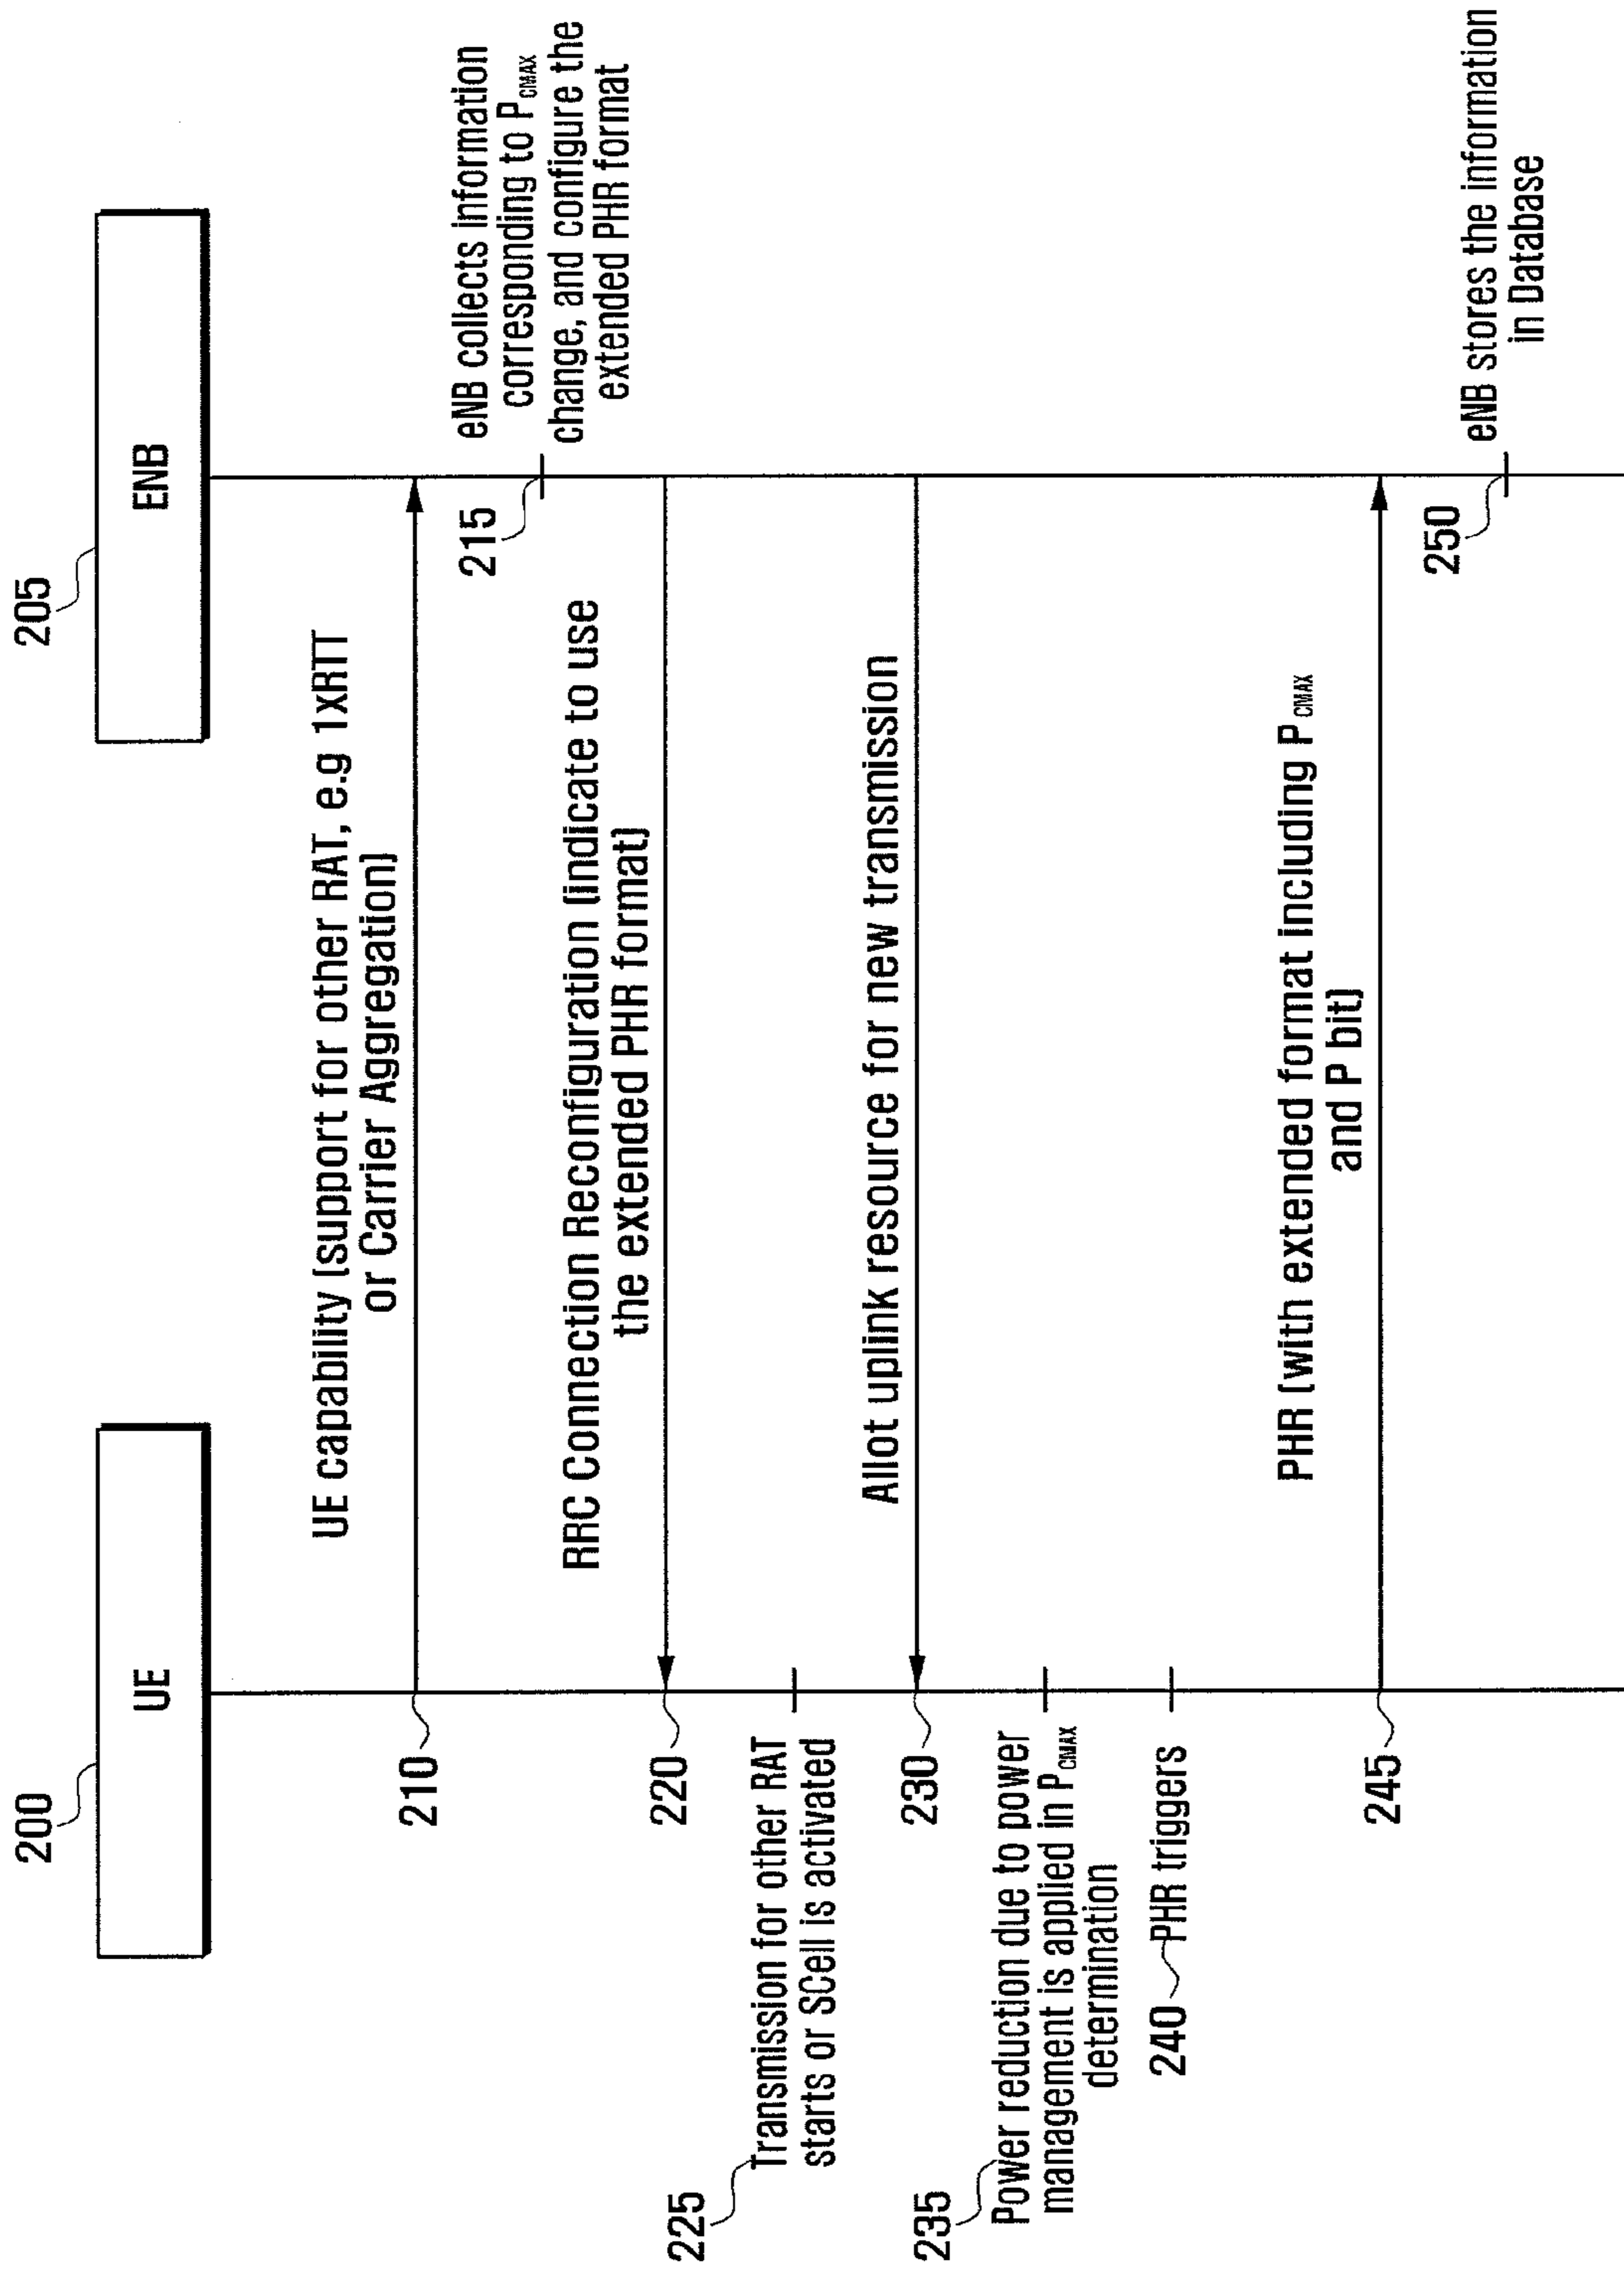 200
UE
205
ENB
UE capability (support for other RAT, e.g 1XRTT
or Carrier Aggregation)
210
eNB collects information
corresponding to PCMAX
change, and configure the
extended PHR format
215
RRC Connection Reconfiguration (indicate to use
the extended PHR format)
220
225
Transmission for other RAT
starts or SCell is activated
Allot uplink resource for new transmission
230
235
Power reduction due to power
management is applied in PCMAX
determination
240
PHR triggers
PHR (with extended format including PCMAX
and P bit)
245
250
eNB stores the information
in Database